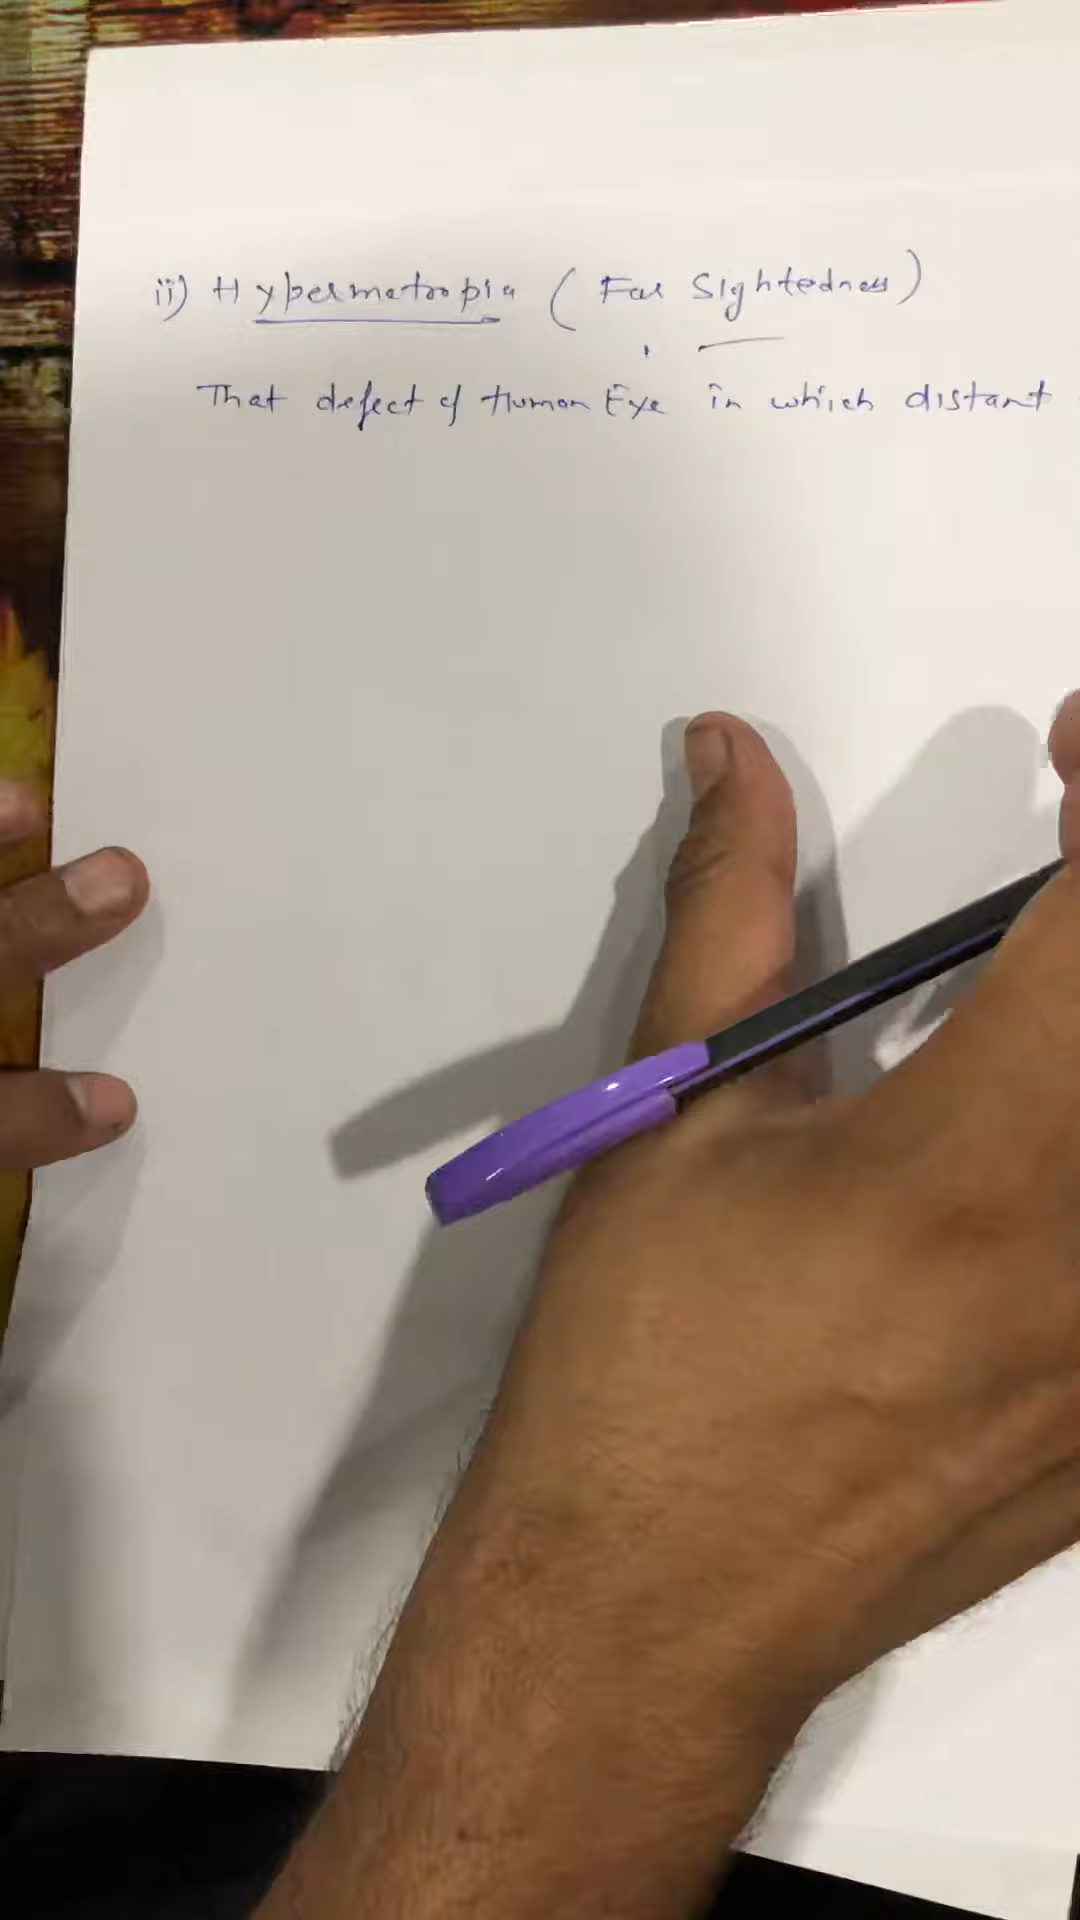 ii) Hypermetropia (Far Sightedness)
That defect of Human Eye in which distant